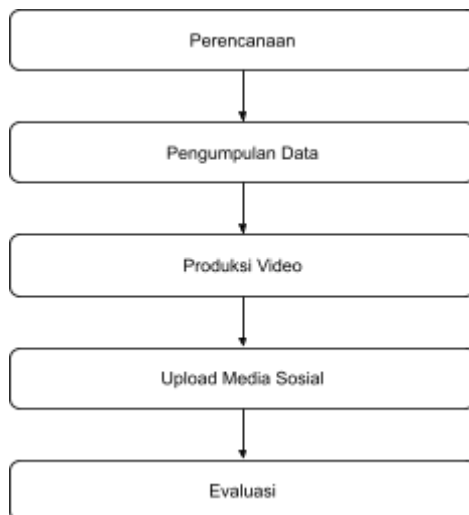 Perencanaan
Pengumpulan Data
Produksi Video
Upload Media Sosial
Evaluasi